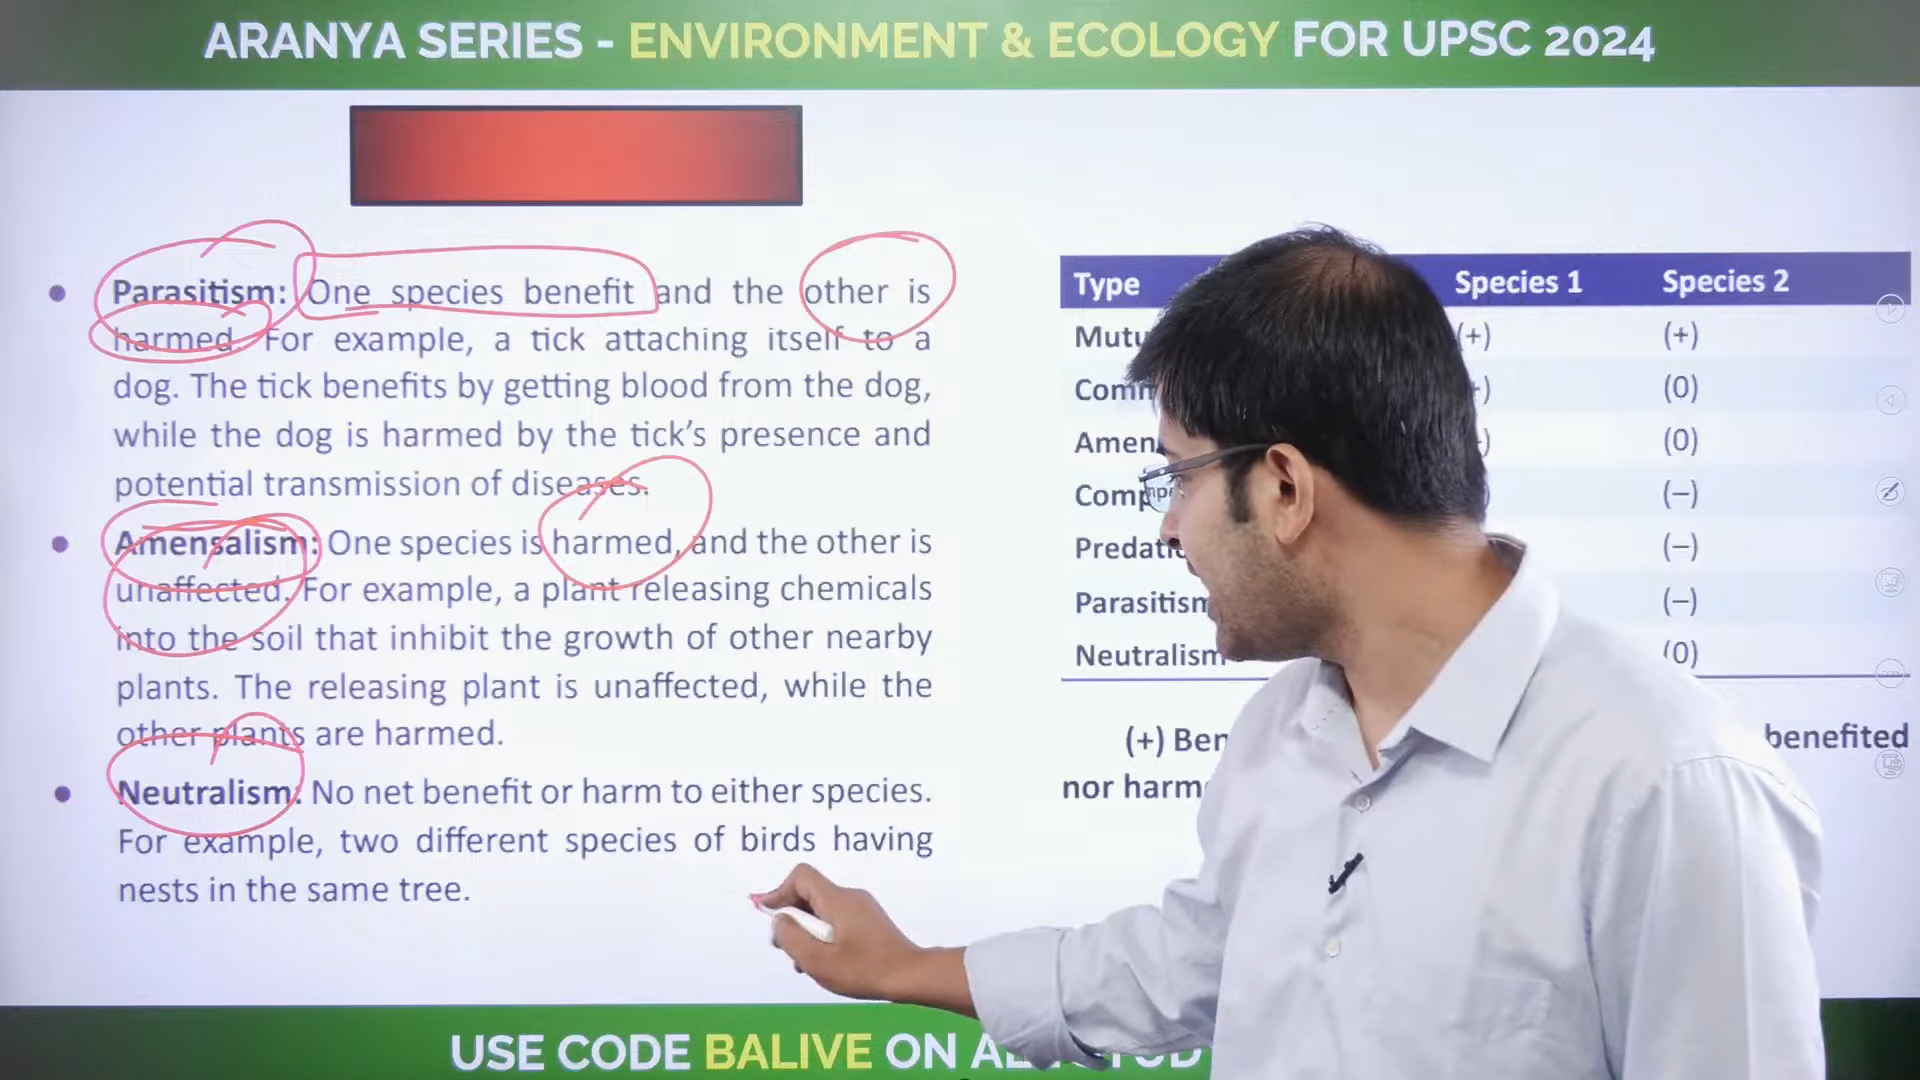 ARANYA SERIES - ENVIRONMENT & ECOLOGY FOR UPSC 2024
Parasitism: One species benefit and the other is
harmed. For example, a tick attaching itself to a
dog. The tick benefits by getting blood from the dog,
while the dog is harmed by the tick's presence and
potential transmission of diseases.
Amensalism: One species is harmed, and the other is
unaffected. For example, a plant releasing chemicals
into the soil that inhibit the growth of other nearby
plants. The releasing plant is unaffected, while the
other plants are harmed.
Neutralism: No net benefit or harm to either species.
For example, two different species of birds having
nests in the same tree.
Type Species 1 Species 2
(+) (+)
(0)
(0)
(–)
(–)
Parasitism (–)
Neutralism (0)
(+) benefited
nor
USE CODE BALIVE ON